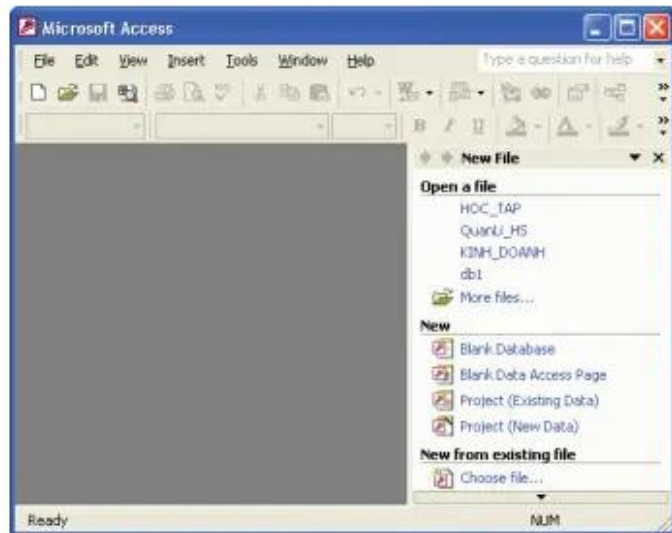 Microsoft Access
File Edit View Insert Tools Window Help Type a question for help
B I U A
New File
Open a file
HOC_TAP
QuanLi_HS
KINH_DOANH
db1
More files...
New
Blank Database
Blank Data Access Page
Project (Existing Data)
Project (New Data)
New from existing file
Choose file...
Ready NUM